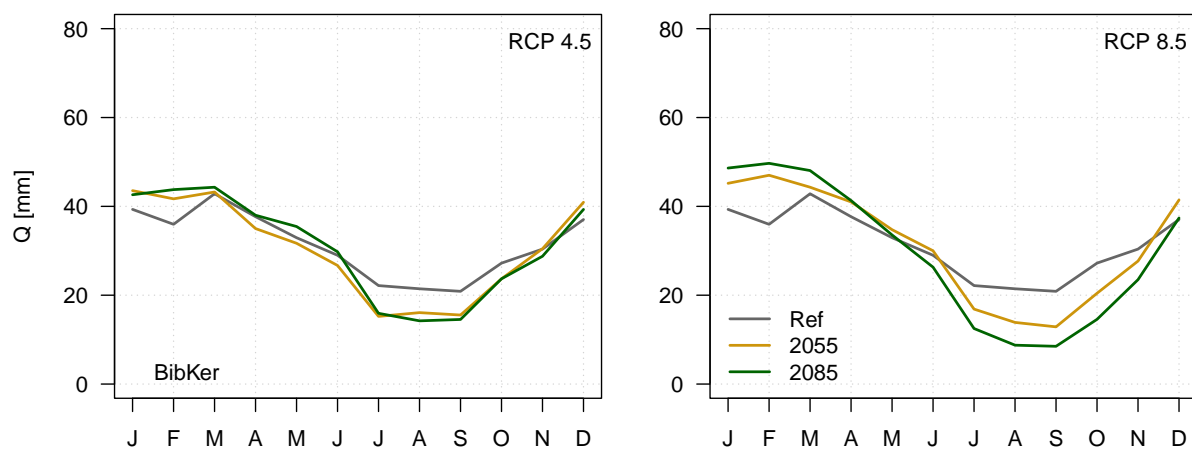 RCP 4.5
80
60
40
20
0
Q [mm]
BibKer
J F M A M J J A S O N D
RCP 8.5
80
60
40
20
0
Ref
2055
2085
J F M A M J J A S O N D